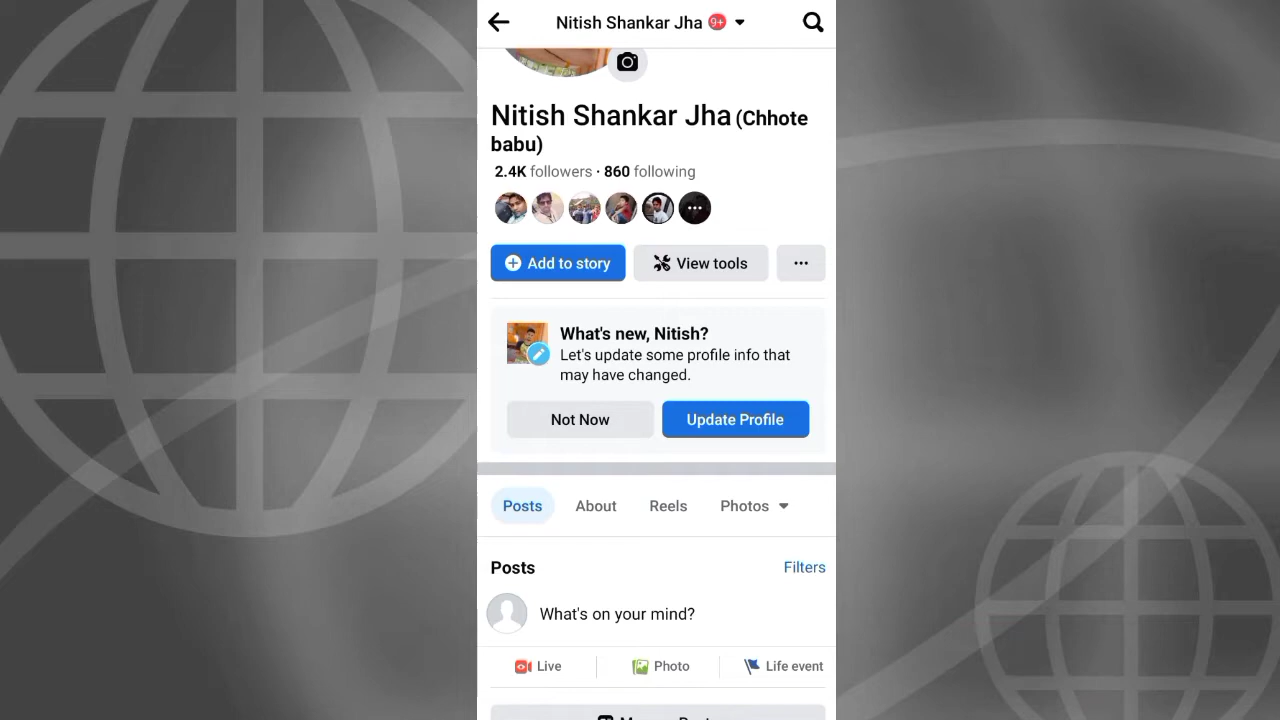 Nitish Shankar Jha 9+
Nitish Shankar Jha (Chhote
babu)
2.4K followers · 860 following
Add to story View tools
What's new, Nitish?
Let's update some profile info that
may have changed.
Not Now Update Profile
Posts About Reels Photos
Posts Filters
What's on your mind?
Live Photo Life event